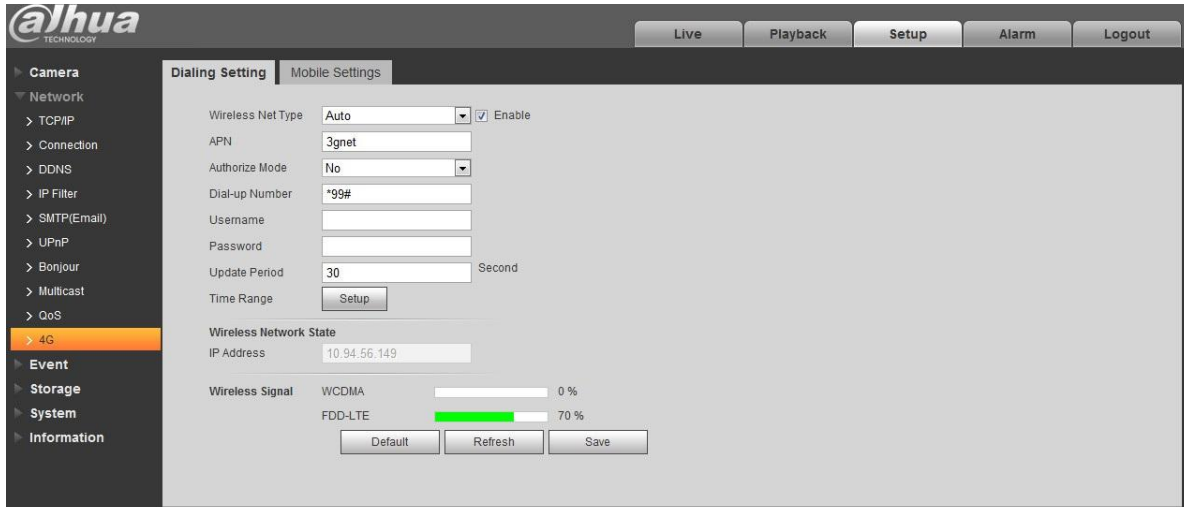 alhua
TECHNOLOGY
Live Playback Setup Alarm Logout
Camera
Network
TCP/IP
Connection
DDNS
IP Filter
SMTP(Email)
UPnP
Bonjour
Multicast
QoS
4G
Event
Storage
System
Information
Dialing Setting Mobile Settings
Wireless Net Type Auto Enable
APN 3gnet
Authorize Mode No
Dial-up Number *99#
Username
Password
Update Period 30 Second
Time Range Setup
Wireless Network State
IP Address 10.94.56.149
Wireless Signal WCDMA 0 %
FDD-LTE 70 %
Default Refresh Save